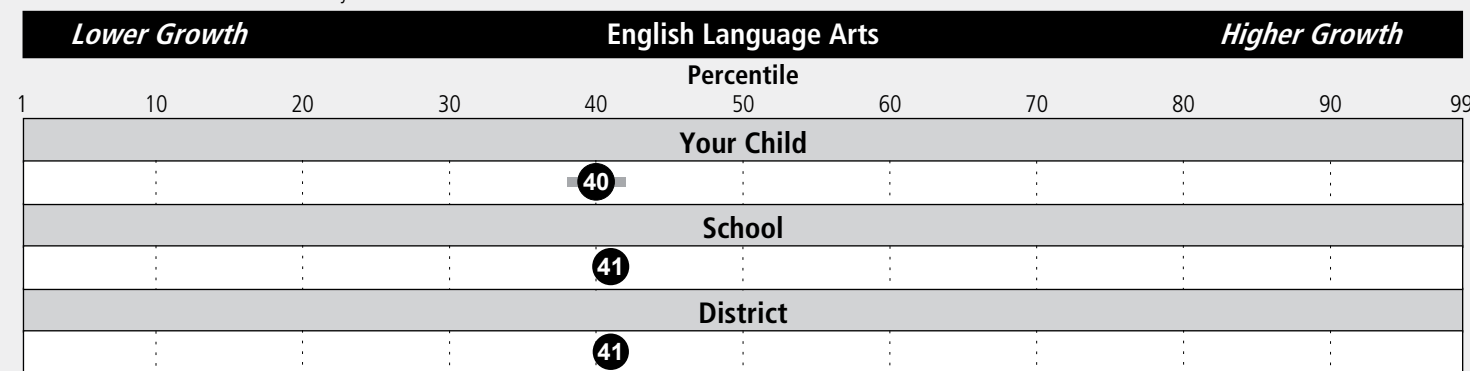 Lower Growth English Language Arts Higher Growth
Percentile
1 10 20 30 40 50 60 70 80 90 99
Your Child
40
School
41
District
41